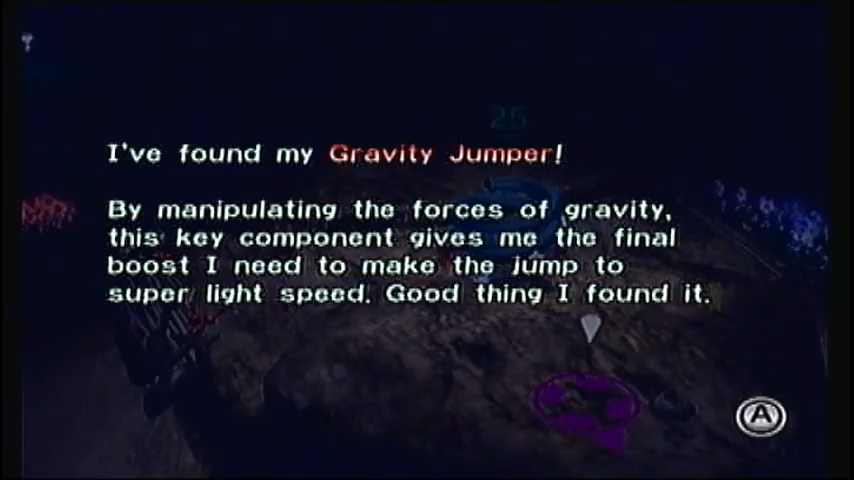 25
I've found my Gravity Jumper!
By manipulating the forces of gravity,
this key component gives me the final
boost I need to make the jump to
super light speed. Good thing I found it.
A